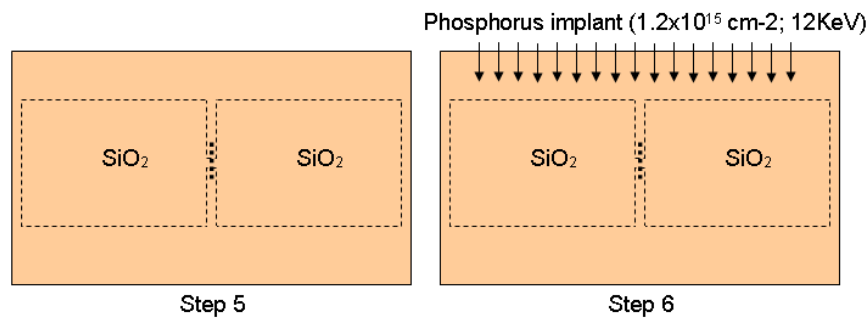 Phosphorus implant (1.2x10¹⁵ cm-2; 12KeV)
SiO₂ SiO₂ SiO₂ SiO₂
Step 5 Step 6